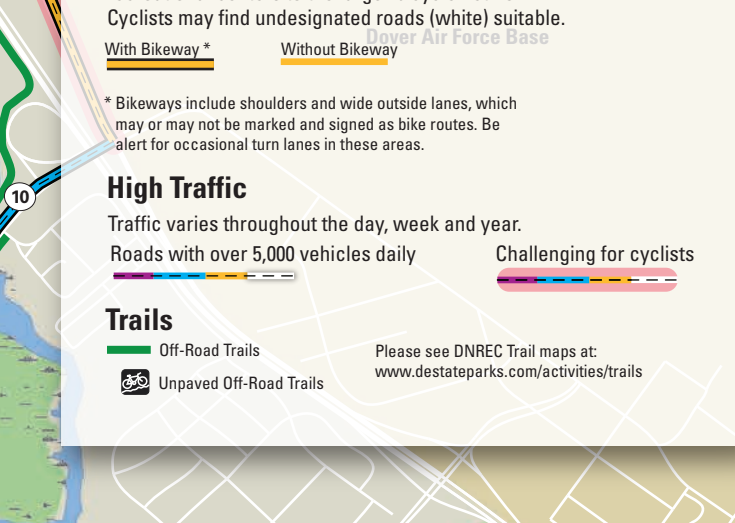 Cyclists may find undesignated roads (white) suitable.
Dover Air Force Base
With Bikeway *
Without Bikeway
* Bikeways include shoulders and wide outside lanes, which
may or may not be marked and signed as bike routes. Be
alert for occasional turn lanes in these areas.
10
High Traffic
Traffic varies throughout the day, week and year.
Roads with over 5,000 vehicles daily
Challenging for cyclists
Trails
Off-Road Trails
Unpaved Off-Road Trails
Please see DNREC Trail maps at:
www.destateparks.com/activities/trails